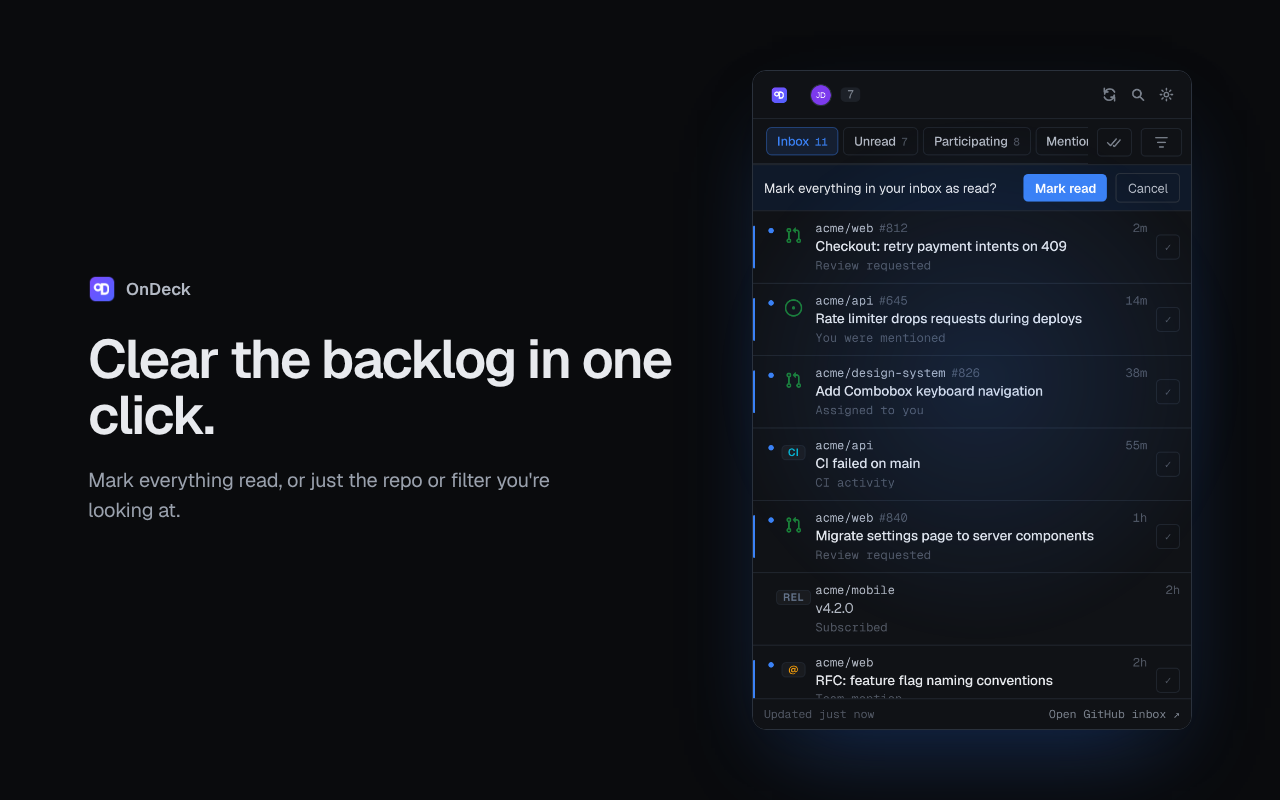 OnDeck
Clear the backlog in one
click.
Mark everything read, or just the repo or filter you're
looking at.
JD 7
Inbox 11 Unread 7 Participating 8 Mention
Mark everything in your inbox as read? Mark read Cancel
acme/web #812 2m
Checkout: retry payment intents on 409
Review requested
acme/api #645 14m
Rate limiter drops requests during deploys
You were mentioned
acme/design-system #826 38m
Add Combobox keyboard navigation
Assigned to you
acme/api 55m
CI CI failed on main
CI activity
acme/web #840 1h
Migrate settings page to server components
Review requested
acme/mobile 2h
REL v4.2.0
Subscribed
acme/web 2h
@ RFC: feature flag naming conventions
Team mention
Updated just now Open GitHub inbox ↗